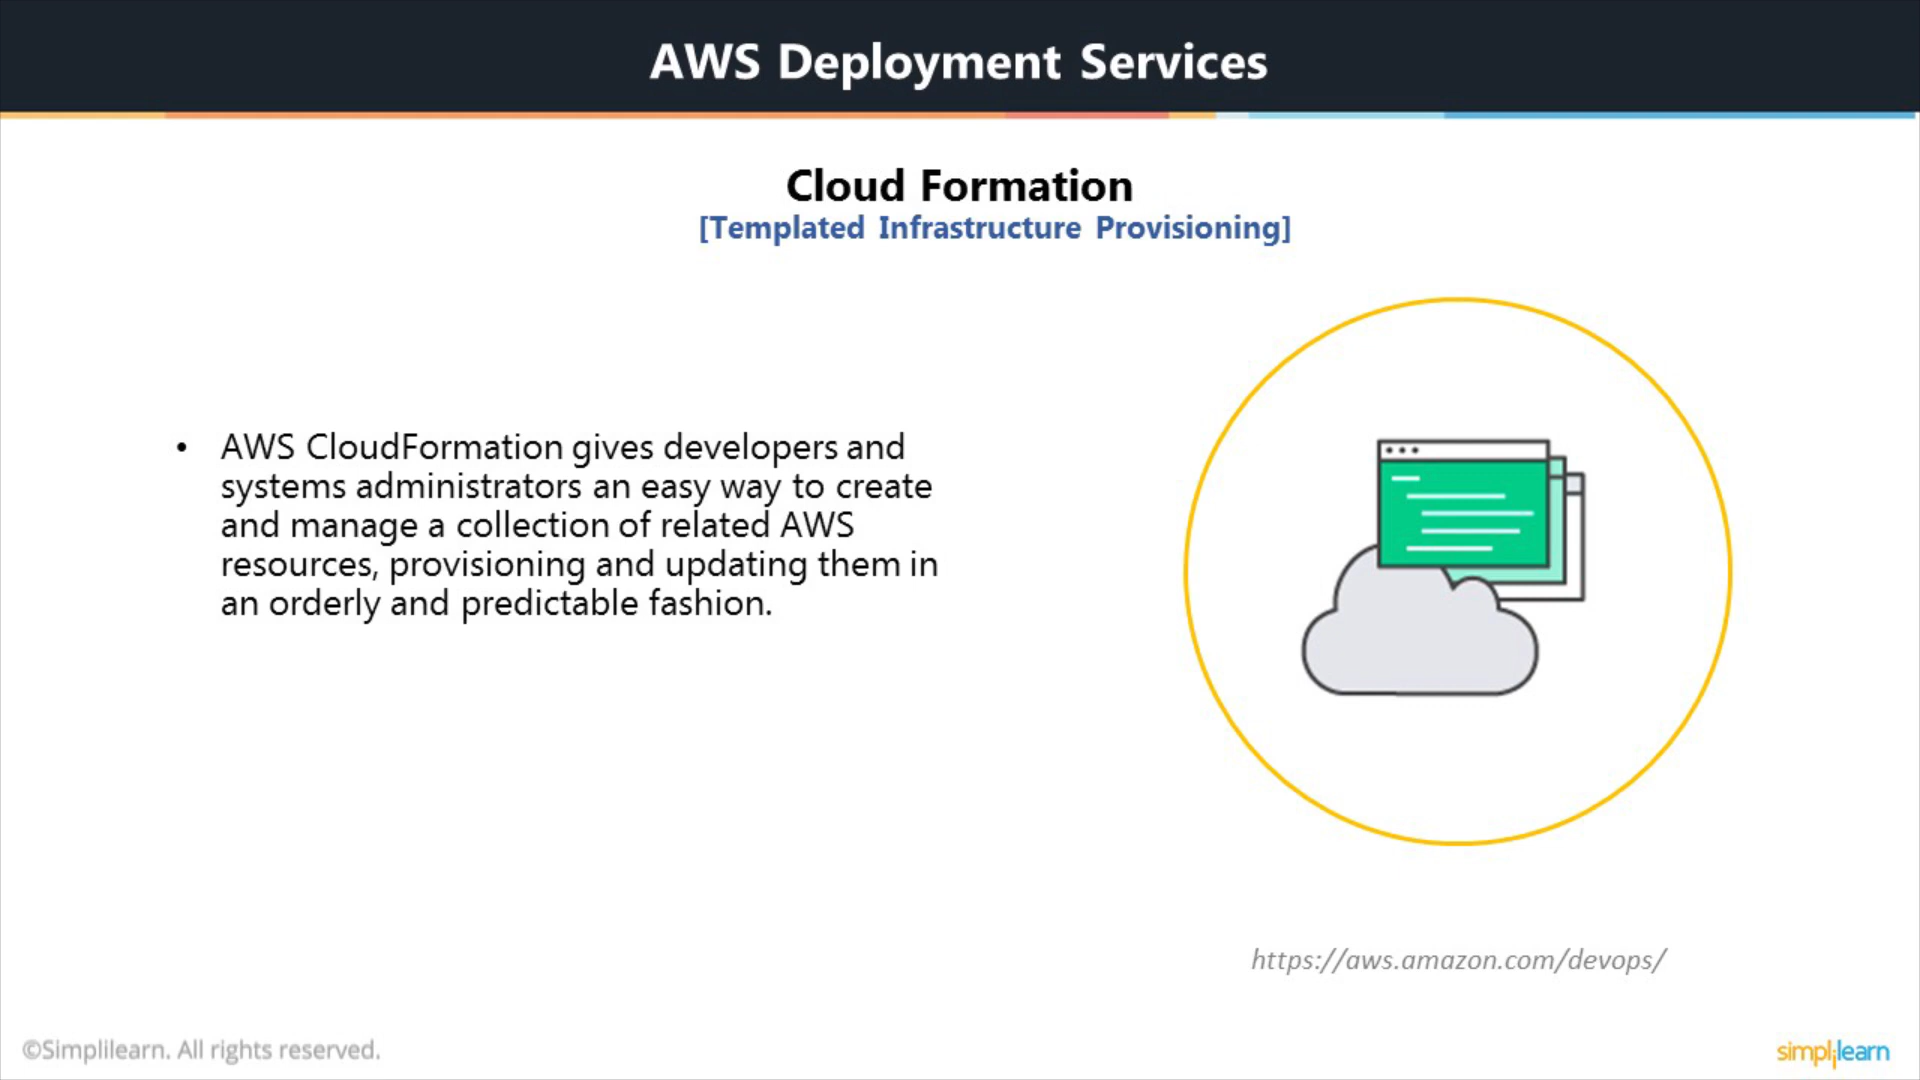 AWS Deployment Services
Cloud Formation
[Templated Infrastructure Provisioning]
• AWS CloudFormation gives developers and
systems administrators an easy way to create
and manage a collection of related AWS
resources, provisioning and updating them in
an orderly and predictable fashion.
https://aws.amazon.com/devops/
©Simplilearn. All rights reserved.
simplilearn